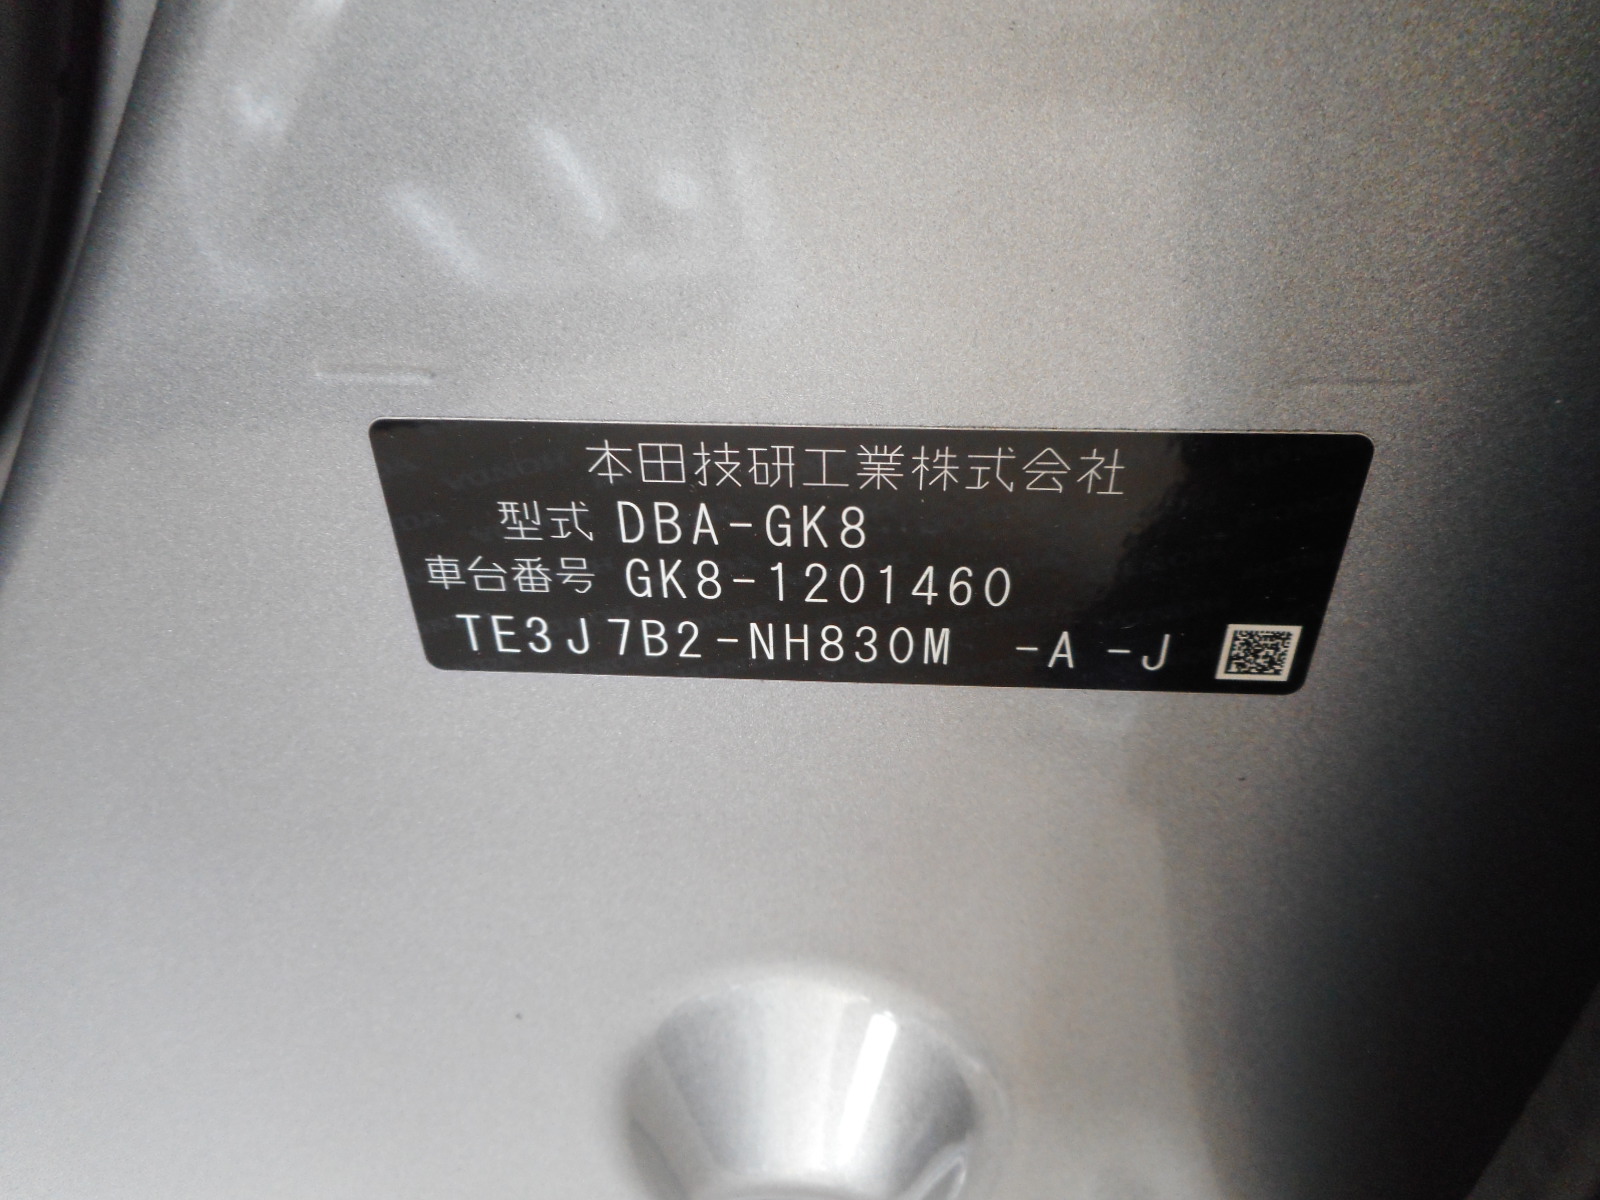 本田技研工業株式会社
型式 DBA-GK8
車台番号 GK8-1201460
TE3J7B2-NH830M -A -J